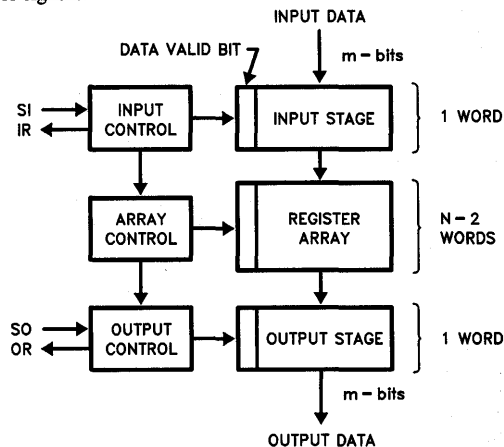 INPUT DATA
DATA VALID BIT
m-bits
SI
IR
INPUT
CONTROL
INPUT STAGE
1 WORD
ARRAY
CONTROL
REGISTER
ARRAY
N-2
WORDS
SO
OR
OUTPUT
CONTROL
OUTPUT STAGE
1 WORD
m-bits
OUTPUT DATA